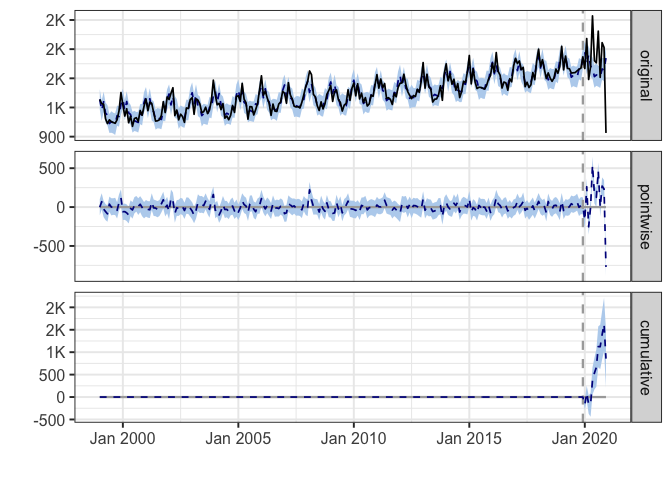 2K
2K
2K
1K
900
original
500
0
-500
pointwise
2K
2K
1K
500
0
-500
cumulative
Jan 2000
Jan 2005
Jan 2010
Jan 2015
Jan 2020